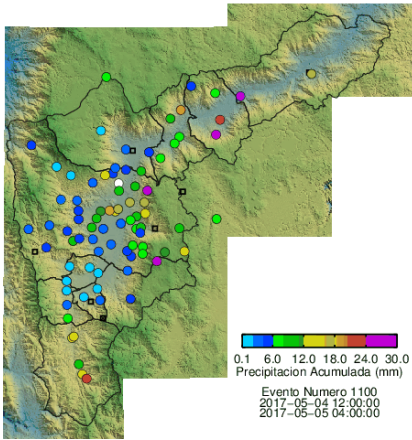 0.1 6.0 12.0 18.0 24.0 30.0
Precipitacion Acumulada (mm)
Evento Numero 1100
2017-05-04 12:00:00
2017-05-05 04:00:00